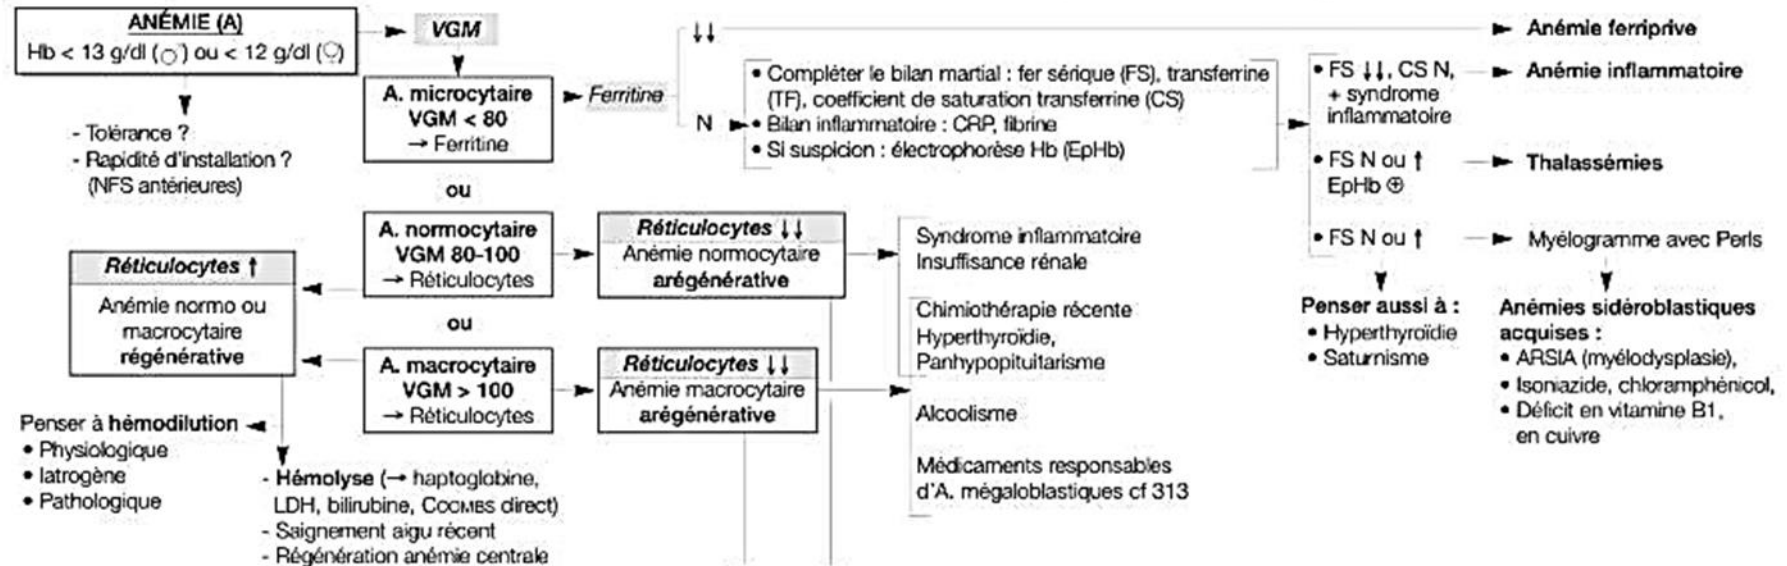 ANÉMIE (A)
Hb < 13 g/dl (♂) ou < 12 g/dl (♀)
- Tolérance ?
- Rapidité d'installation ?
(NFS antérieures)
VGM
A. microcytaire
VGM < 80
→ Ferritine
ou
A. normocytaire
VGM 80-100
→ Réticulocytes
ou
A. macrocytaire
VGM > 100
→ Réticulocytes
Ferritine
↓↓
N
• Compléter le bilan martial : fer sérique (FS), transferrine
(TF), coefficient de saturation transferrine (CS)
• Bilan inflammatoire : CRP, fibrine
• Si suspicion : électrophorèse Hb (EpHb)
Anémie ferriprive
• FS ↓↓, CS N,
+ syndrome
inflammatoire
Anémie inflammatoire
• FS N ou ↑
EpHb ⊕
Thalassémies
• FS N ou ↑
Myélogramme avec Perls
Penser aussi à :
• Hyperthyroïdie
• Saturnisme
Anémies sidéroblastiques
acquises :
• ARSIA (myélodysplasie),
• Isoniazide, chloramphénicol,
• Déficit en vitamine B1,
en cuivre
Réticulocytes ↓↓
Anémie normocytaire
arégénérative
Réticulocytes ↓↓
Anémie macrocytaire
arégénérative
Syndrome inflammatoire
Insuffisance rénale
Chimiothérapie récente
Hyperthyroïdie,
Panhypopituitarisme
Alcoolisme
Médicaments responsables
d'A. mégaloblastiques cf 313
Réticulocytes ↑
Anémie normo ou
macrocytaire
régénérative
Penser à hémodilution
• Physiologique
• Iatrogène
• Pathologique
- Hémolyse (→ haptoglobine,
LDH, bilirubine, COOMBS direct)
- Saignement aigu récent
- Régénération anémie centrale